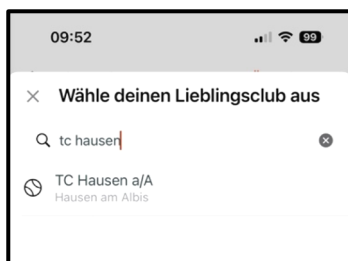 09:52
99
Wähle deinen Lieblingsclub aus
tc hausen
TC Hausen a/A
Hausen am Albis